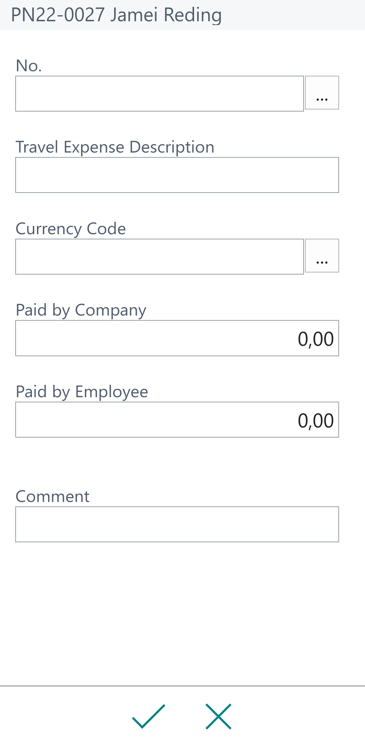 PN22-0027 Jamei Reding
No.
...
Travel Expense Description
Currency Code
...
Paid by Company
0,00
Paid by Employee
0,00
Comment